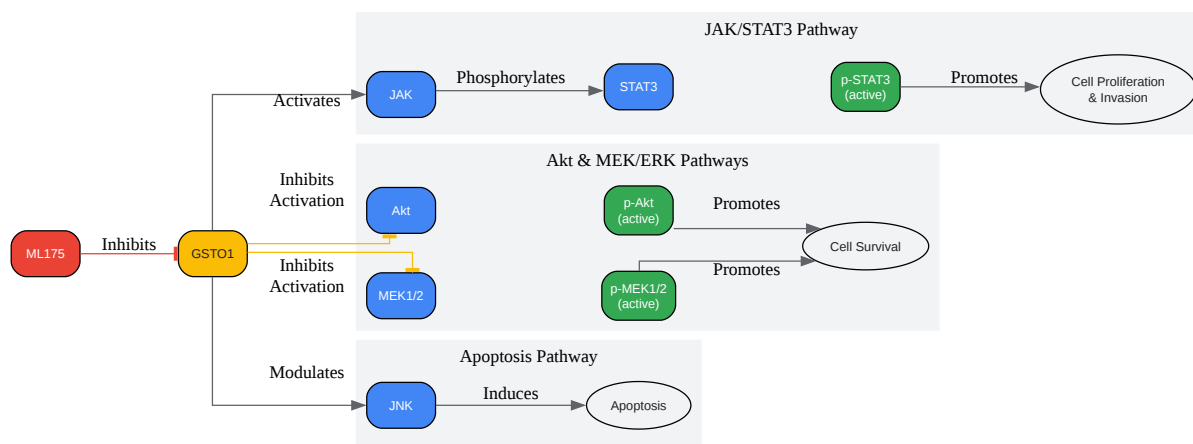 JAK/STAT3 Pathway
Activates
JAK
Phosphorylates
STAT3
p-STAT3
(active)
Promotes
Cell Proliferation
& Invasion
Akt & MEK/ERK Pathways
Inhibits
Activation
Akt
p-Akt
(active)
Promotes
Cell Survival
ML175
Inhibits
GSTO1
Inhibits
Activation
MEK1/2
p-MEK1/2
(active)
Promotes
Apoptosis Pathway
Modulates
JNK
Induces
Apoptosis